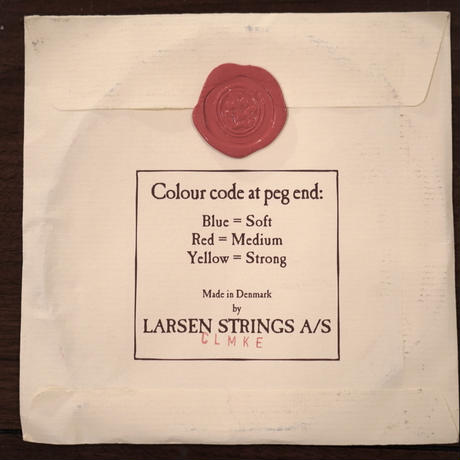 Colour code at peg end:
Blue = Soft
Red = Medium
Yellow = Strong
Made in Denmark
by
LARSEN STRINGS A/S
CLMKE